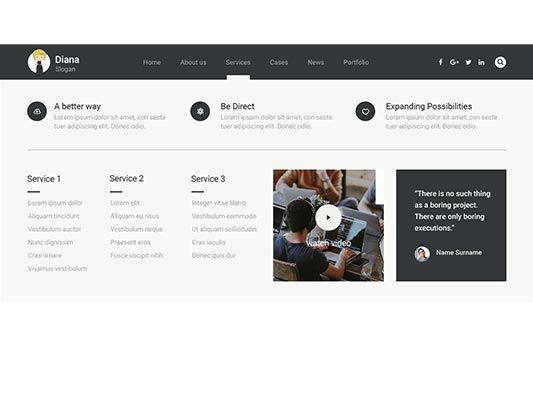 Diana
Slogan
Home About us Services Cases News Portfolio
A better way
Lorem ipsum dolor sit amet, con secte
tuer adipiscing elit. Donec odio.
Be Direct
Lorem ipsum dolor sit amet, con secte
tuer adipiscing elit. Donec odio.
Expanding Possibilities
Lorem ipsum dolor sit amet, con secte
tuer adipiscing elit. Donec odio.
Service 1
Lorem ipsum dolor
Aliquam tincidunt
Vestibulum auctor
Nunc dignissim
Cras ornare
Vivamus vestibulum
Service 2
Lorem elit
Aliquam eu risus
Vestibulum neque
Praesent eros
Fusce uscipit nibh
Service 3
Integer vitae libero
Vestibulum commodo
Ut aliquam sollicitudin
Cras iaculis
Donec quis dui
watch video
“There is no such thing
as a boring project.
There are only boring
executions.”
Name Surname